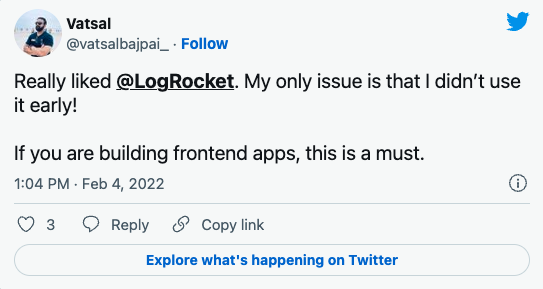 Vatsal
@vatsalbajpai_ · Follow
Really liked @LogRocket. My only issue is that I didn’t use
it early!
If you are building frontend apps, this is a must.
1:04 PM · Feb 4, 2022
3 Reply Copy link
Explore what's happening on Twitter